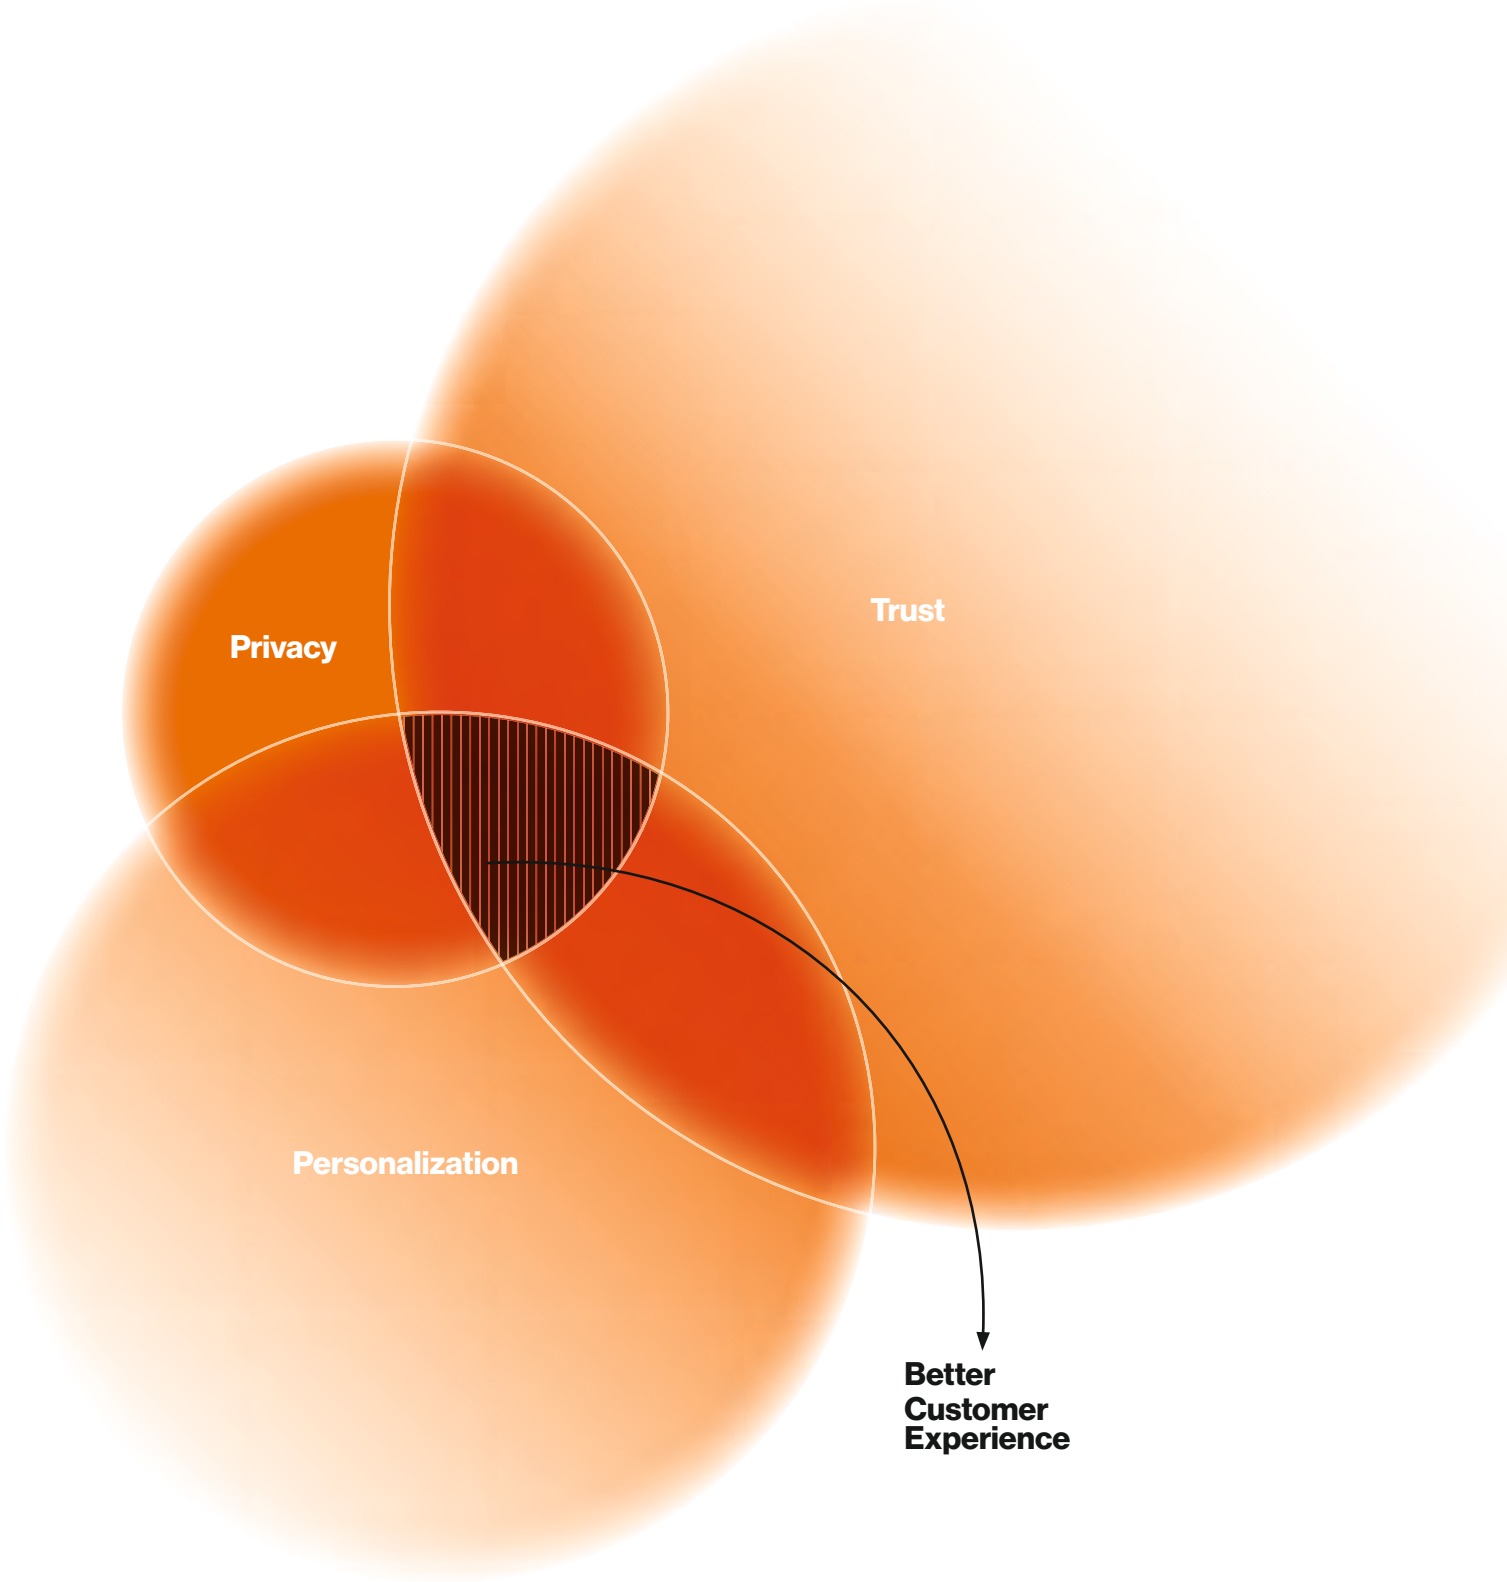 Trust
Privacy
Personalization
Better
Customer
Experience